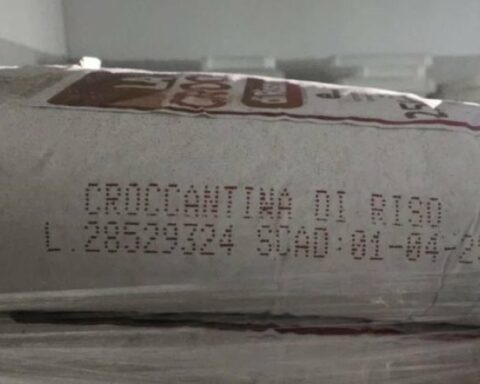 CROCCANTINA DI RISO
L.28529324 SCAD:01-04-2